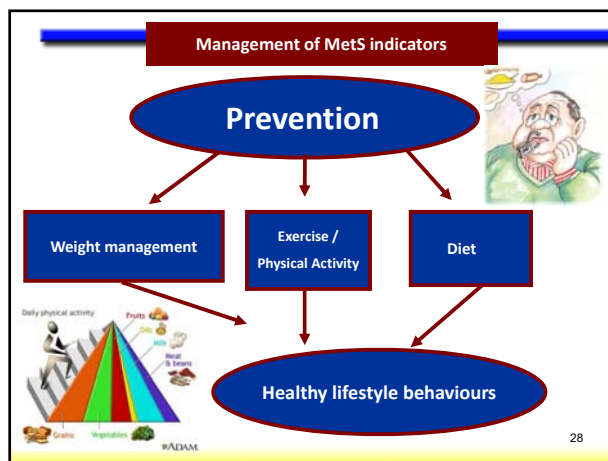 Management of MetS indicators
Prevention
Weight management
Exercise /
Physical Activity
Diet
Daily physical activity
Fruits
Oils
Milk
Meat
& beans
Grains
Vegetables
ADAM
Healthy lifestyle behaviours
28